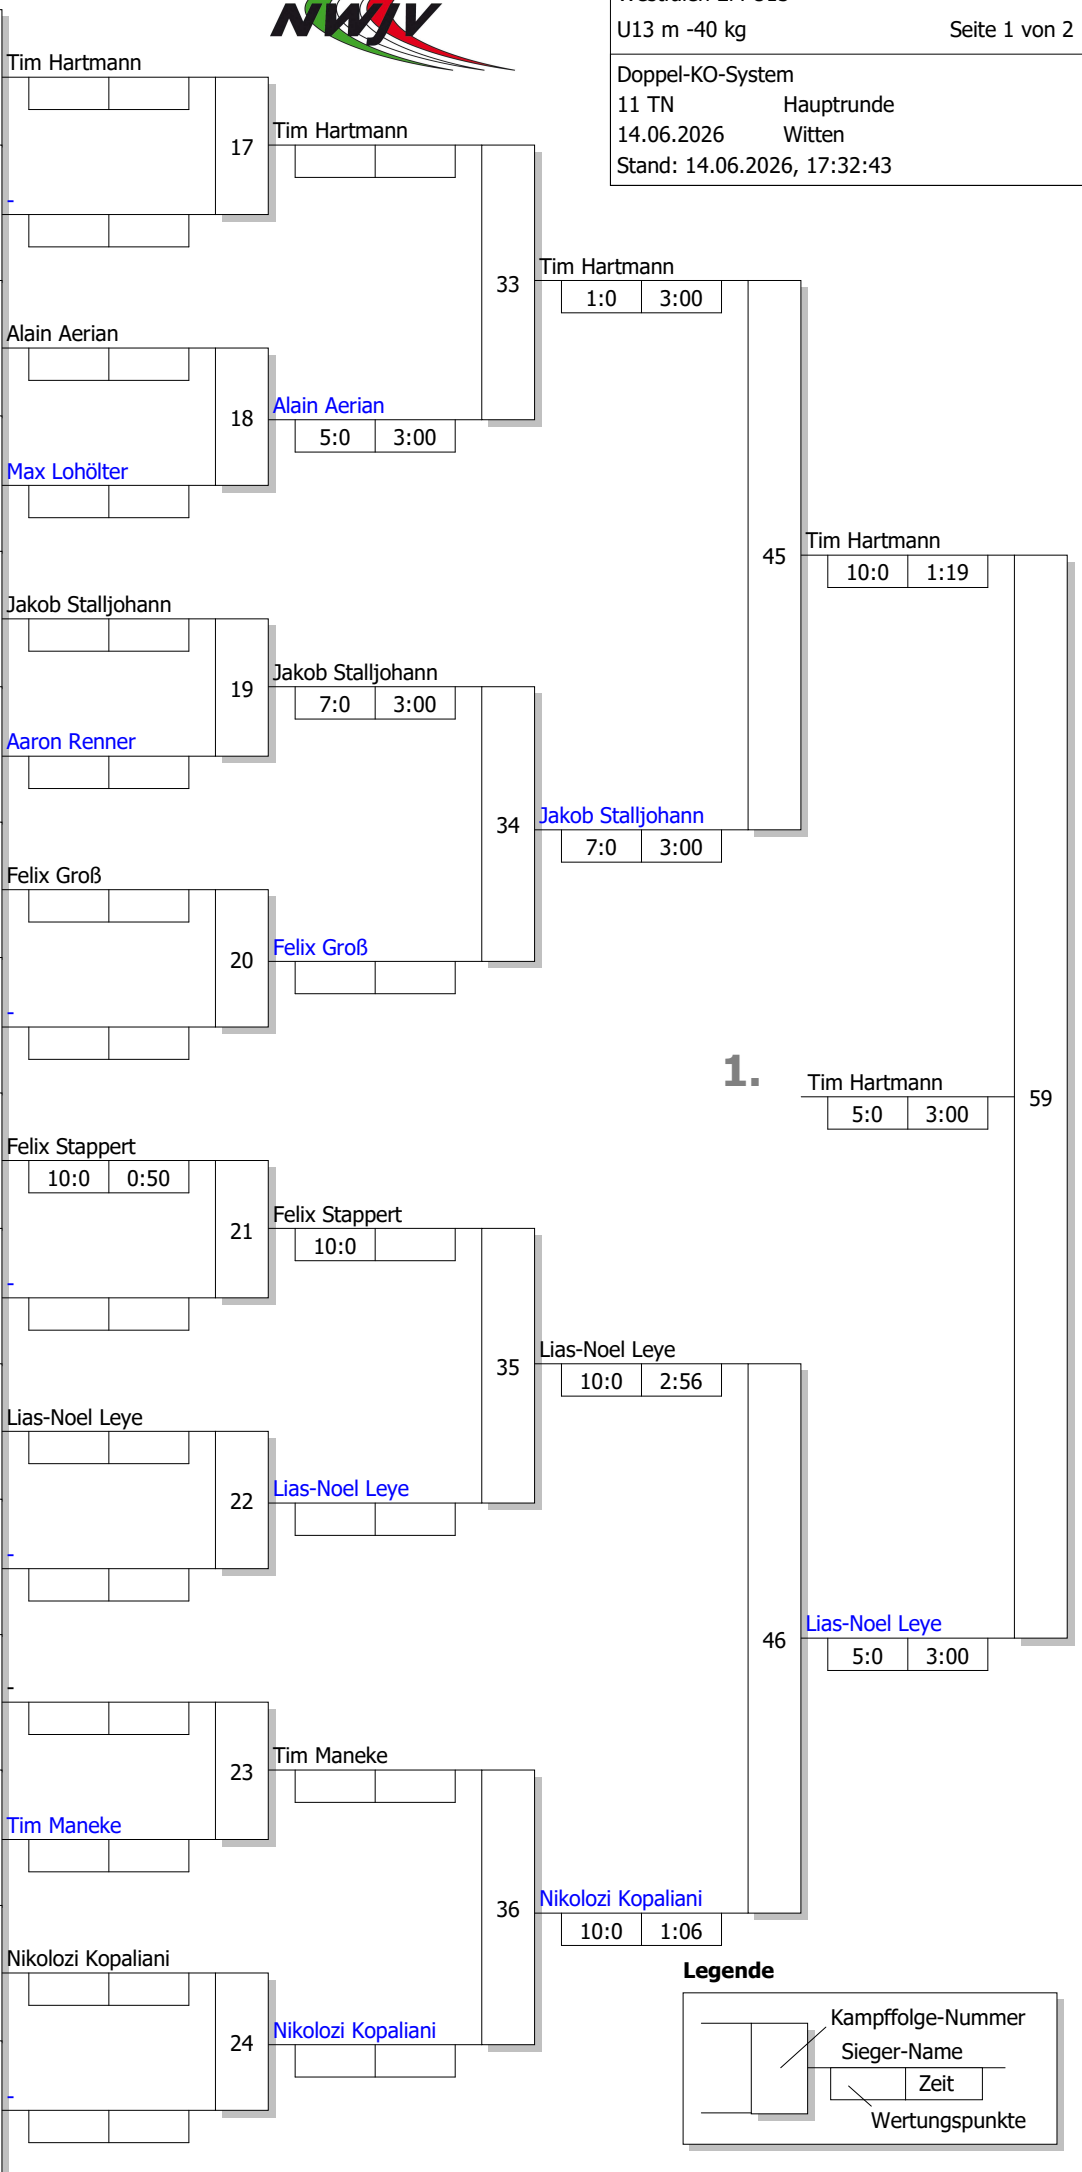 NWJV
U13 m -40 kg Seite 1 von 2
Doppel-KO-System
11 TN Hauptrunde
14.06.2026 Witten
Stand: 14.06.2026, 17:32:43
Tim Hartmann
17
-
Tim Hartmann
Alain Aerian
18
Max Lohölter
Alain Aerian
5:0 3:00
33
Tim Hartmann
1:0 3:00
Jakob Stalljohann
19
Aaron Renner
Jakob Stalljohann
7:0 3:00
Felix Groß
20
-
Felix Groß
34
Jakob Stalljohann
7:0 3:00
45
Tim Hartmann
10:0 1:19
1.
Tim Hartmann
5:0 3:00
59
Felix Stappert
10:0 0:50
21
-
Felix Stappert
10:0
Lias-Noel Leye
22
-
Lias-Noel Leye
35
Lias-Noel Leye
10:0 2:56
-
23
Tim Maneke
Tim Maneke
Nikolozi Kopaliani
24
-
Nikolozi Kopaliani
36
Nikolozi Kopaliani
10:0 1:06
46
Lias-Noel Leye
5:0 3:00
Legende
Kampffolge-Nummer
Sieger-Name
Zeit
Wertungspunkte